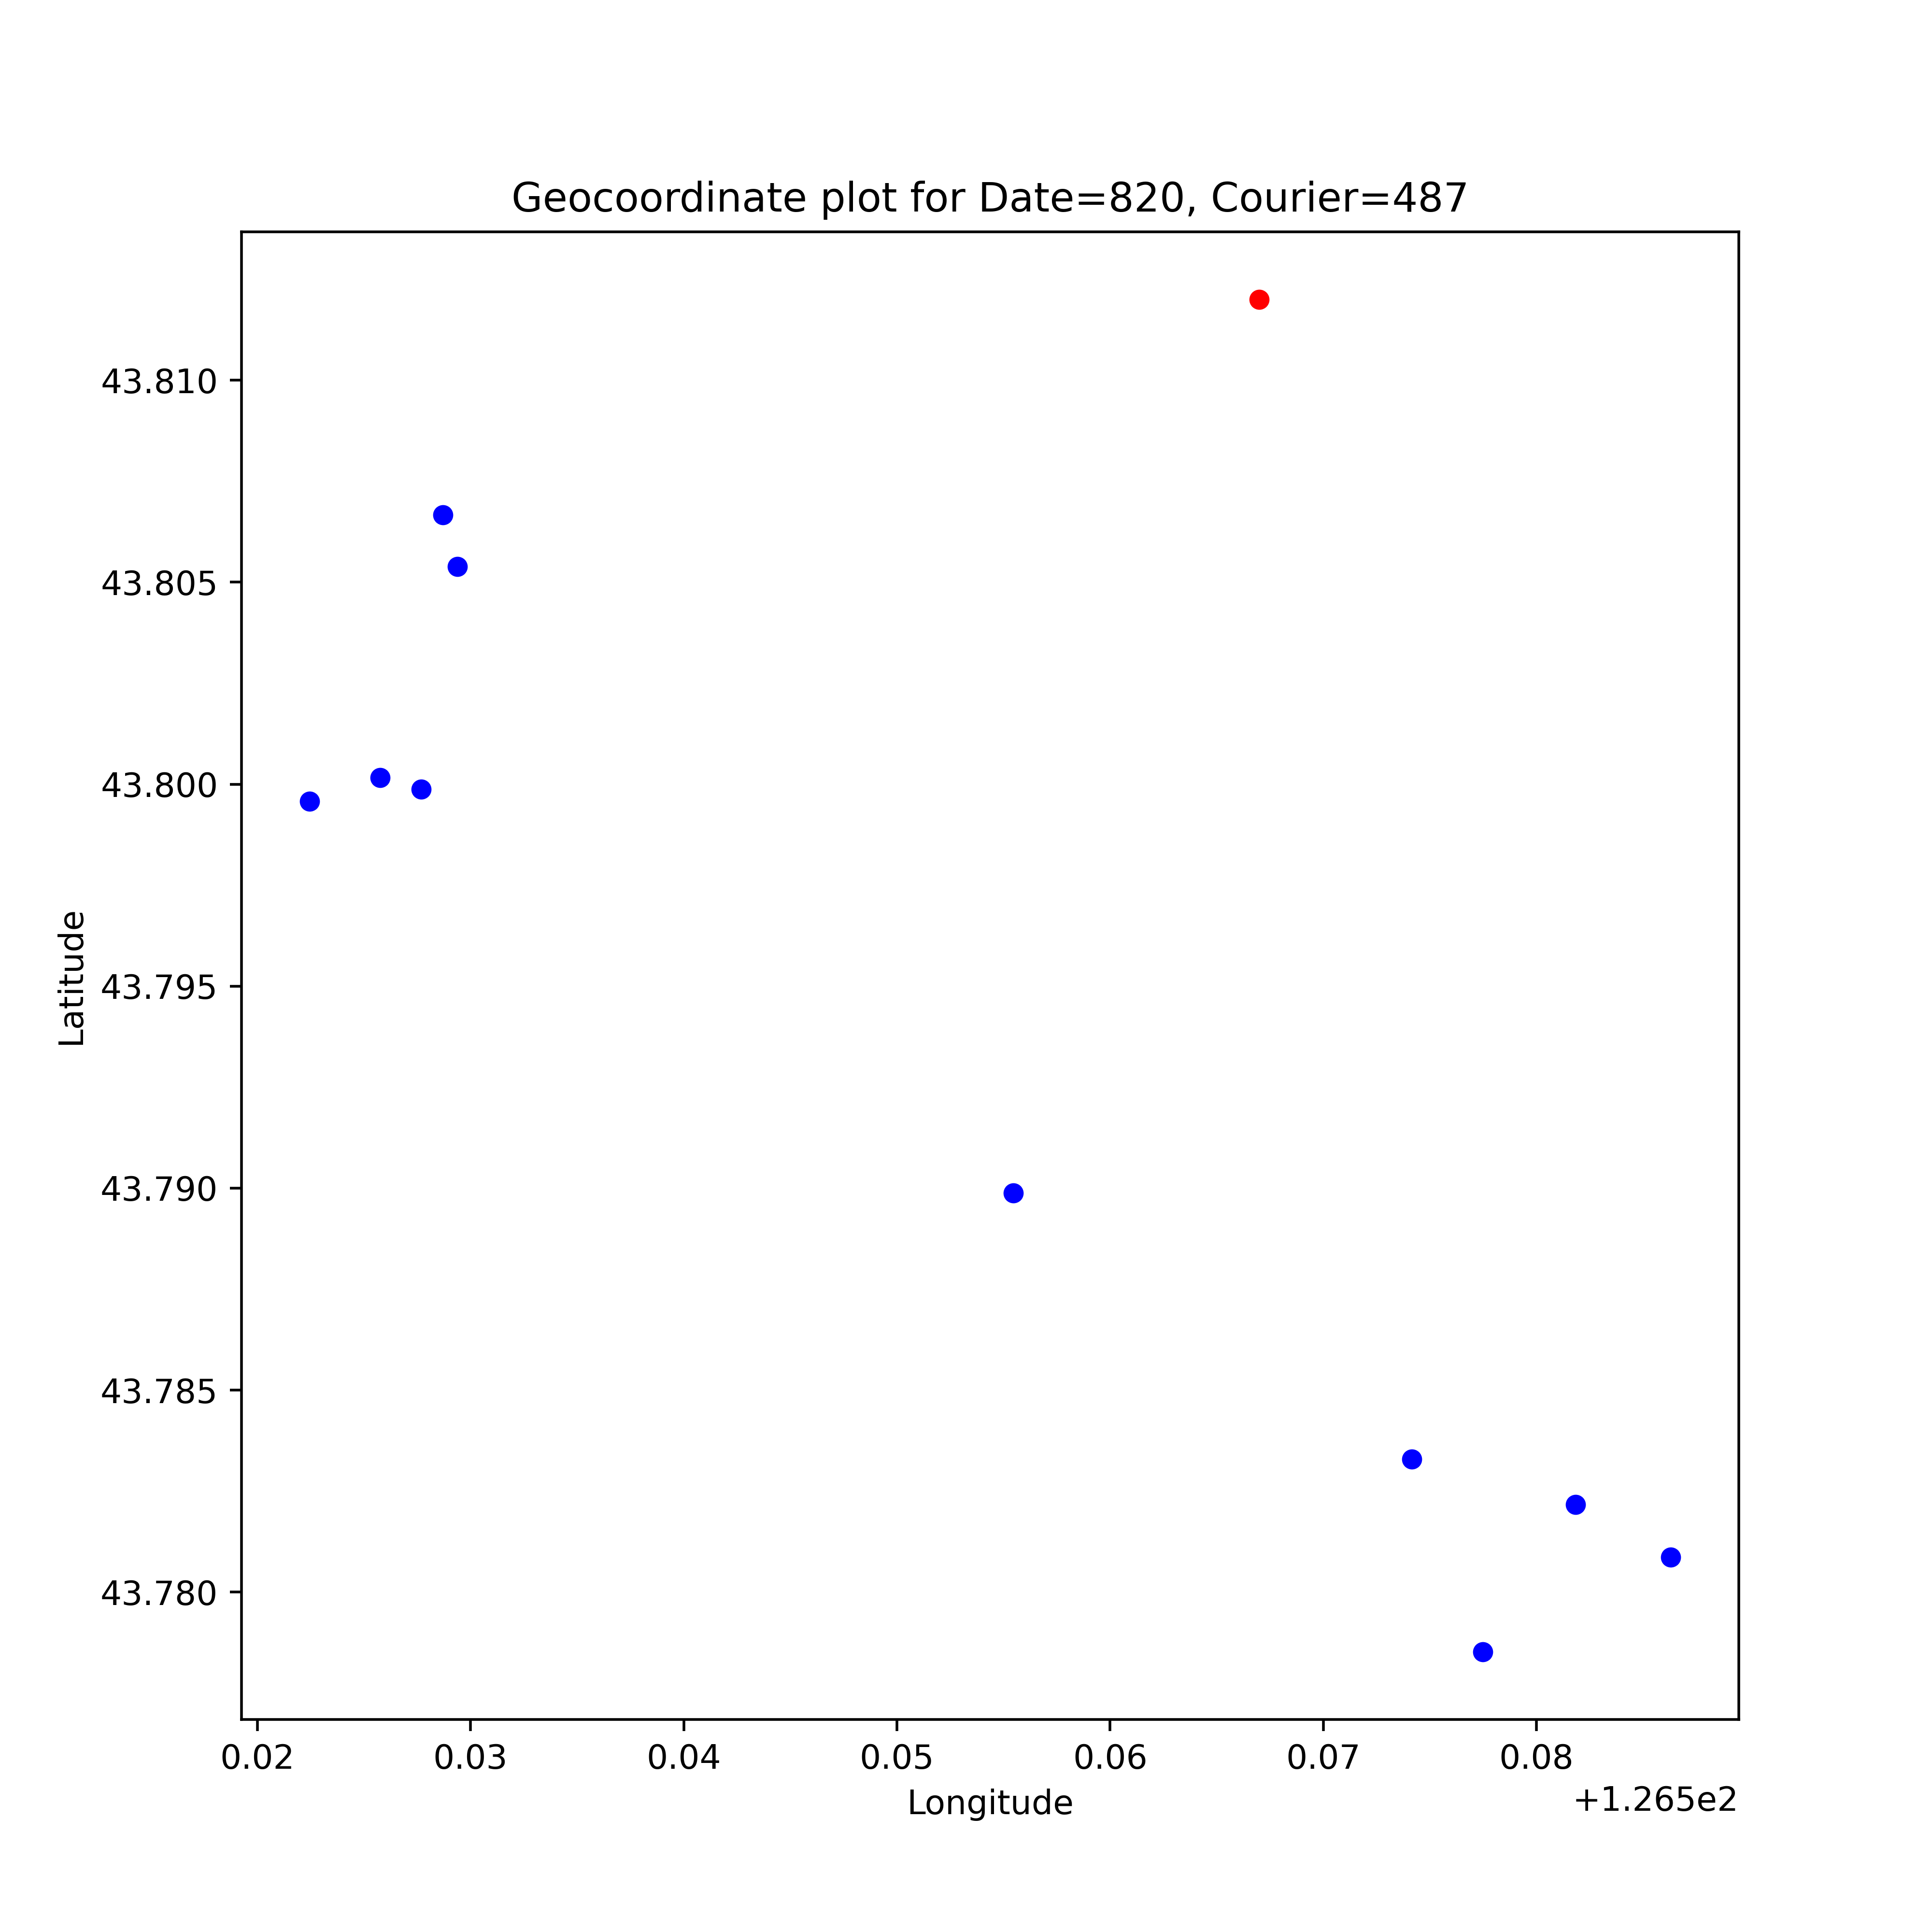 Geocoordinate plot for Date=820, Courier=487
43.810
43.805
43.800
43.795
43.790
43.785
43.780
Latitude
0.02 0.03 0.04 0.05 0.06 0.07 0.08
Longitude
+1.265e2